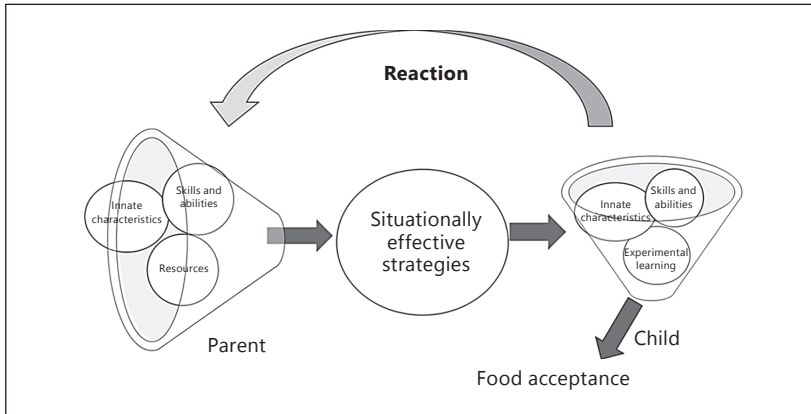 Reaction
Innate
characteristics
Skills and
abilities
Resources
Parent
Situationally
effective
strategies
Innate
characteristics
Skills and
abilities
Experimental
learning
Child
Food acceptance